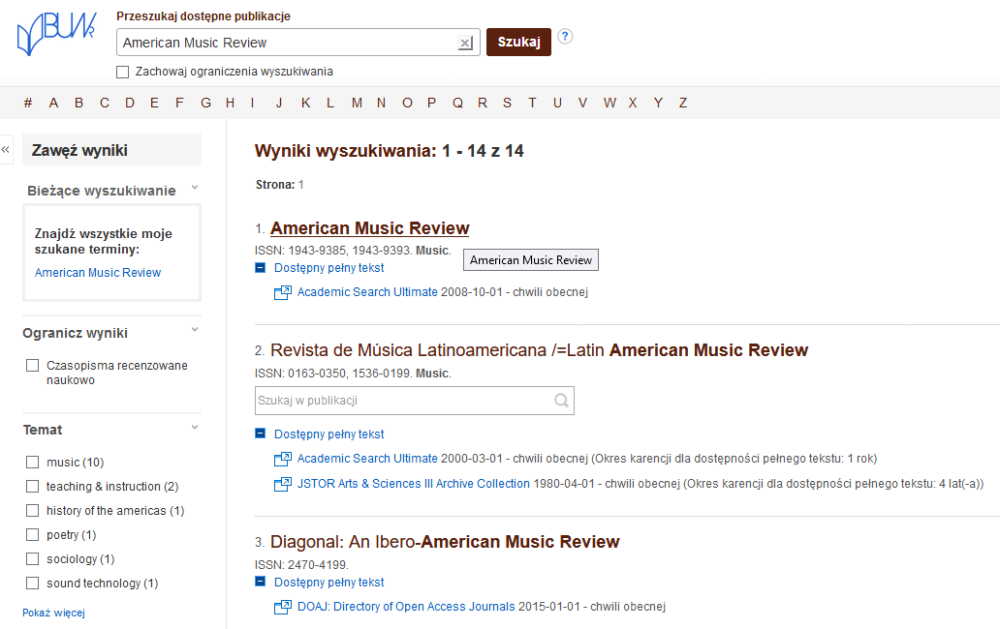 BUWr
Przeszukaj dostępne publikacje
American Music Review
Szukaj
?
Zachowaj ograniczenia wyszukiwania
# A B C D E F G H I J K L M N O P Q R S T U V W X Y Z
«
Zawęź wyniki
Bieżące wyszukiwanie
Znajdź wszystkie moje
szukane terminy:
American Music Review
Ogranicz wyniki
Czasopisma recenzowane
naukowo
Temat
music (10)
teaching & instruction (2)
history of the americas (1)
poetry (1)
sociology (1)
sound technology (1)
Pokaż więcej
Wyniki wyszukiwania: 1 - 14 z 14
Strona: 1
1. American Music Review
ISSN: 1943-9385, 1943-9393. Music.
American Music Review
Dostępny pełny tekst
Academic Search Ultimate 2008-10-01 - chwili obecnej
2. Revista de Música Latinoamericana /=Latin American Music Review
ISSN: 0163-0350, 1536-0199. Music.
Szukaj w publikacji
Dostępny pełny tekst
Academic Search Ultimate 2000-03-01 - chwili obecnej (Okres karencji dla dostępności pełnego tekstu: 1 rok)
JSTOR Arts & Sciences III Archive Collection 1980-04-01 - chwili obecnej (Okres karencji dla dostępności pełnego tekstu: 4 lat(-a))
3. Diagonal: An Ibero-American Music Review
ISSN: 2470-4199.
Dostępny pełny tekst
DOAJ: Directory of Open Access Journals 2015-01-01 - chwili obecnej